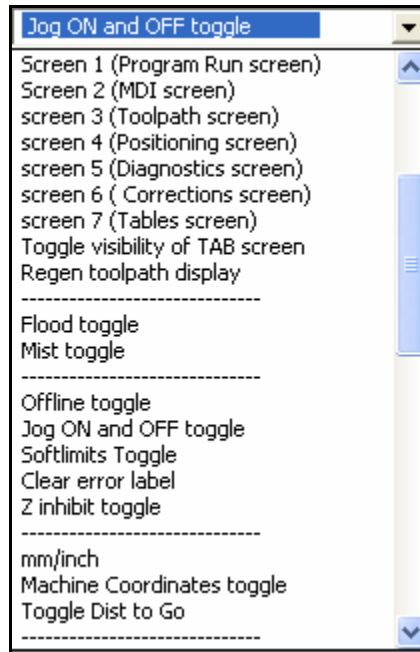 Jog ON and OFF toggle
Screen 1 (Program Run screen)
Screen 2 (MDI screen)
screen 3 (Toolpath screen)
screen 4 (Positioning screen)
screen 5 (Diagnostics screen)
screen 6 ( Corrections screen)
screen 7 (Tables screen)
Toggle visibility of TAB screen
Regen toolpath display
------------------------------
Flood toggle
Mist toggle
------------------------------
Offline toggle
Jog ON and OFF toggle
Softlimits Toggle
Clear error label
Z inhibit toggle
------------------------------
mm/inch
Machine Coordinates toggle
Toggle Dist to Go
------------------------------